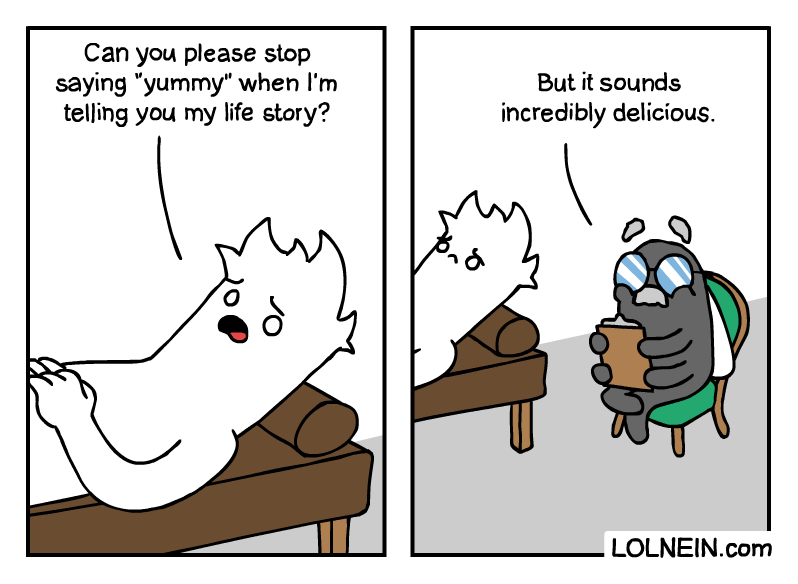 Can you please stop
saying "yummy" when I'm
telling you my life story?
But it sounds
incredibly delicious.
LOLNEIN.com